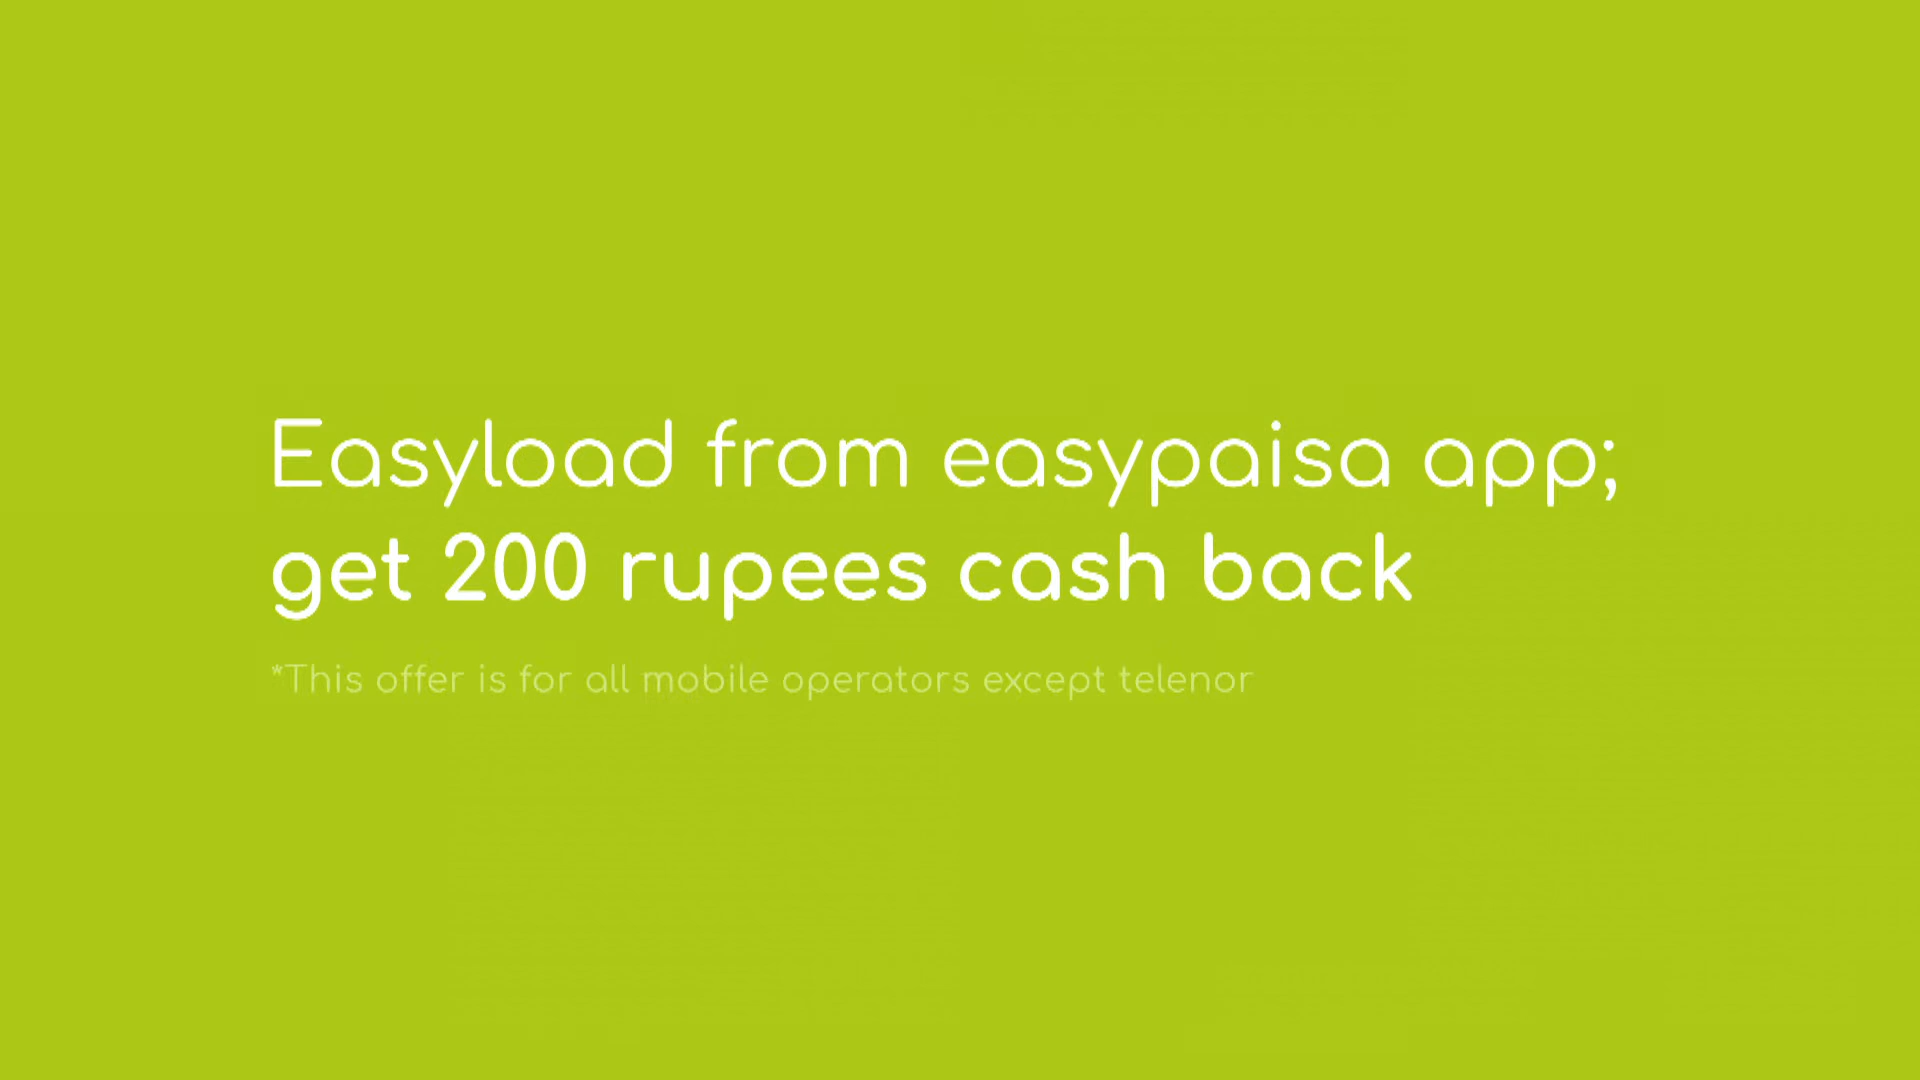 Easyload from easypaisa app;
get 200 rupees cash back
*This offer is for all mobile operators except telenor